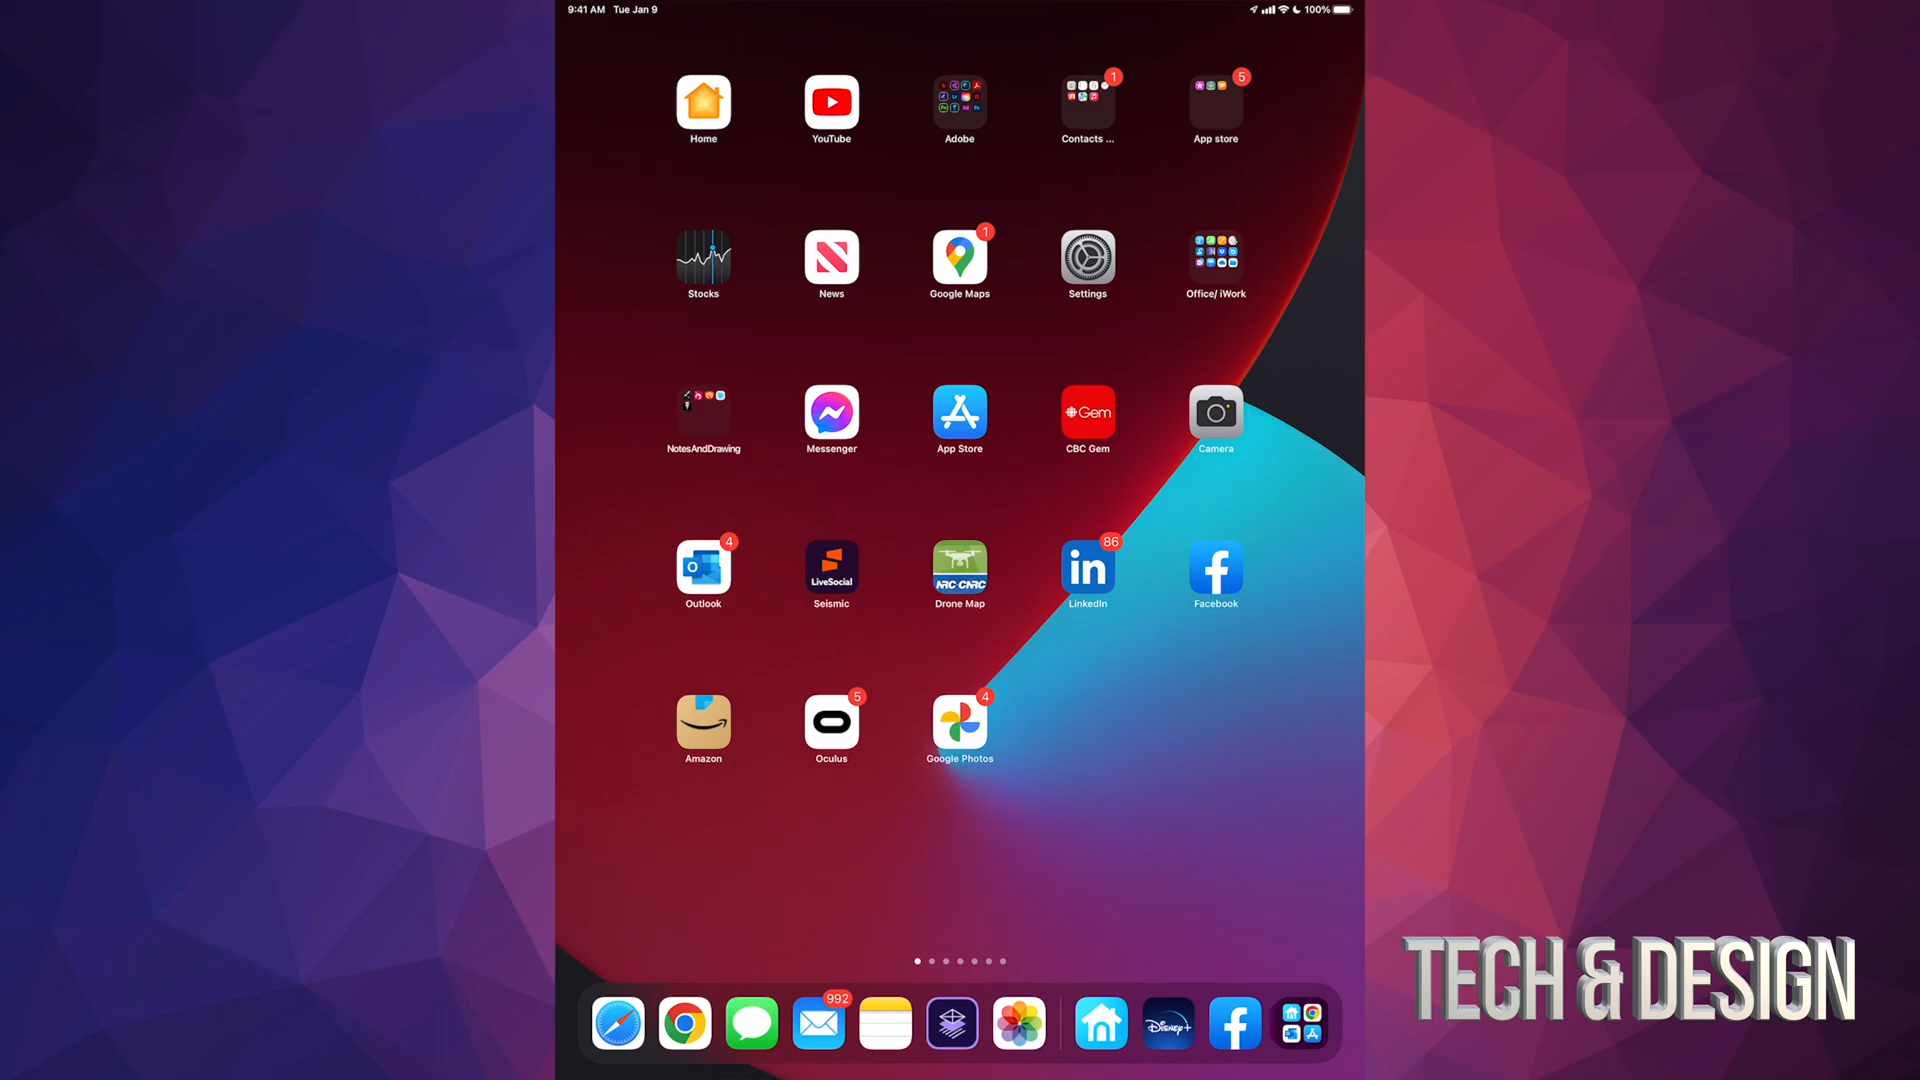 9:41 AM Tue Jan 9
100%
1
5
Home
YouTube
Adobe
Contacts ...
App store
1
Stocks
News
Google Maps
Settings
Office/ iWork
Gem
NotesAndDrawing
Messenger
App Store
CBC Gem
Camera
4
86
LiveSocial
NRC·CNRC
in
Outlook
Seismic
Drone Map
LinkedIn
Facebook
5
4
Amazon
Oculus
Google Photos
992
Disney+
TECH & DESIGN